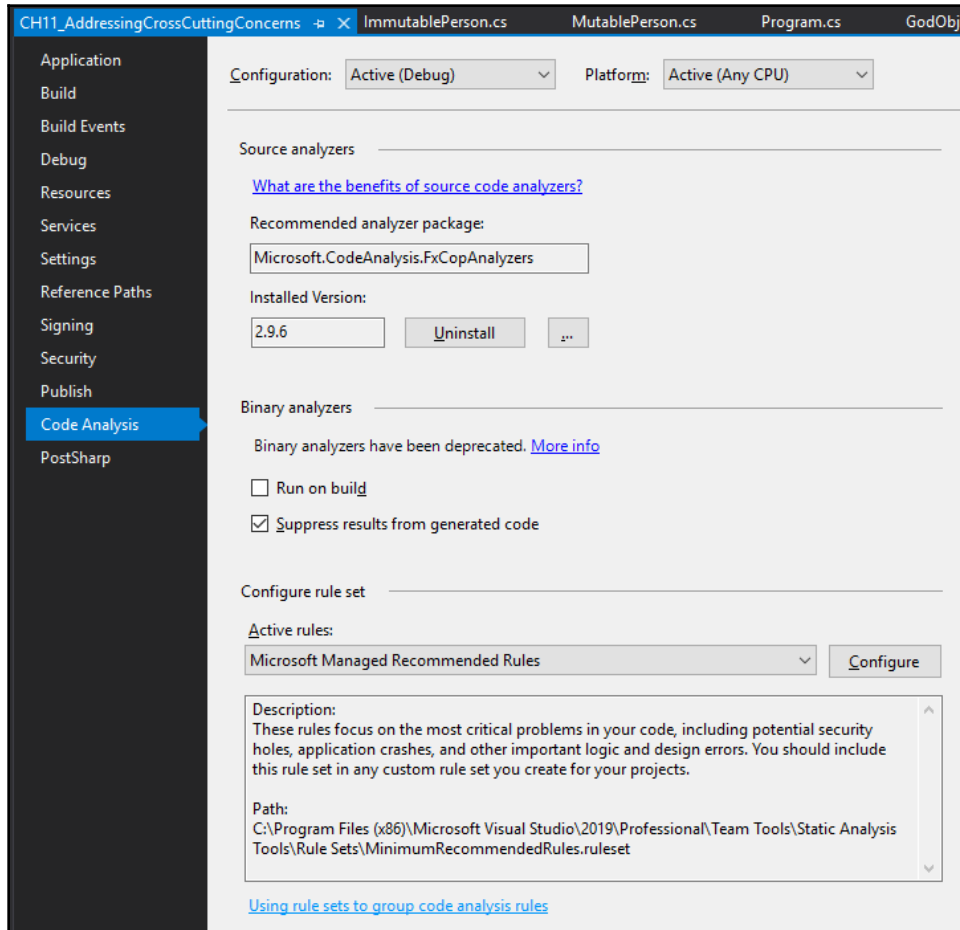 CH11_AddressingCrossCuttingConcerns ImmutablePerson.cs MutablePerson.cs Program.cs GodObj
Application
Build
Build Events
Debug
Resources
Services
Settings
Reference Paths
Signing
Security
Publish
Code Analysis
PostSharp
Configuration: Active (Debug) Platform: Active (Any CPU)
Source analyzers
What are the benefits of source code analyzers?
Recommended analyzer package:
Microsoft.CodeAnalysis.FxCopAnalyzers
Installed Version:
2.9.6 Uninstall ...
Binary analyzers
Binary analyzers have been deprecated. More info
Run on build
Suppress results from generated code
Configure rule set
Active rules:
Microsoft Managed Recommended Rules Configure
Description:
These rules focus on the most critical problems in your code, including potential security
holes, application crashes, and other important logic and design errors. You should include
this rule set in any custom rule set you create for your projects.
Path:
C:\Program Files (x86)\Microsoft Visual Studio\2019\Professional\Team Tools\Static Analysis
Tools\Rule Sets\MinimumRecommendedRules.ruleset
Using rule sets to group code analysis rules